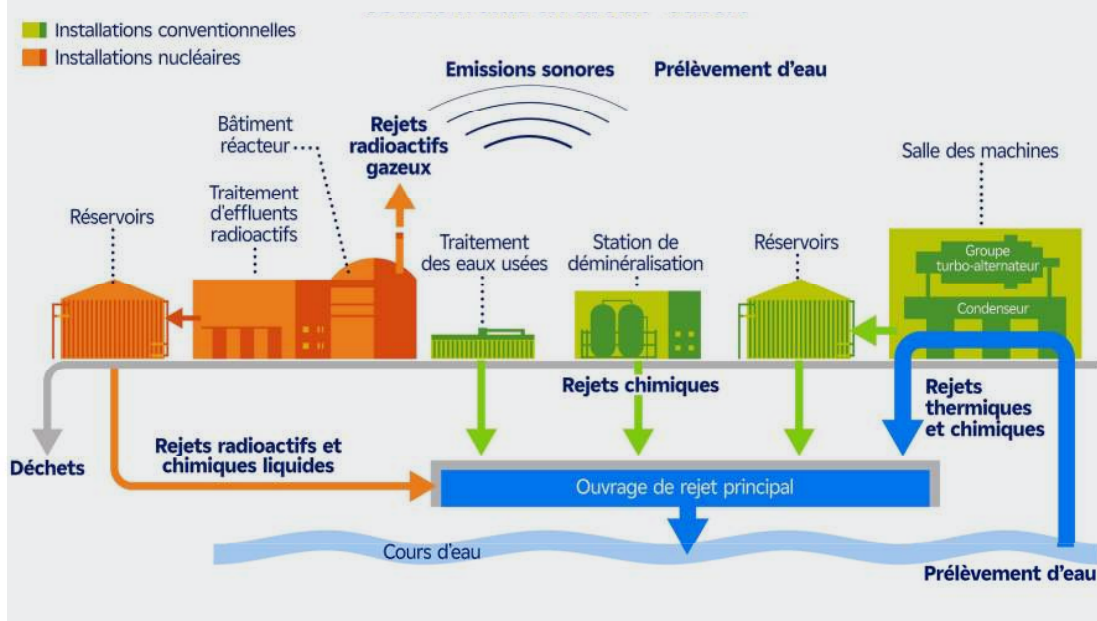 Installations conventionnelles
Installations nucléaires
Emissions sonores
Prélèvement d'eau
Bâtiment
réacteur
Rejets
radioactifs
gazeux
Salle des machines
Traitement
d'effluents
radioactifs
Réservoirs
Traitement
des eaux usées
Station de
déminéralisation
Réservoirs
Groupe
turbo-alternateur
Condenseur
Rejets chimiques
Rejets
thermiques
et chimiques
Déchets
Rejets radioactifs et
chimiques liquides
Ouvrage de rejet principal
Cours d'eau
Prélèvement d'eau